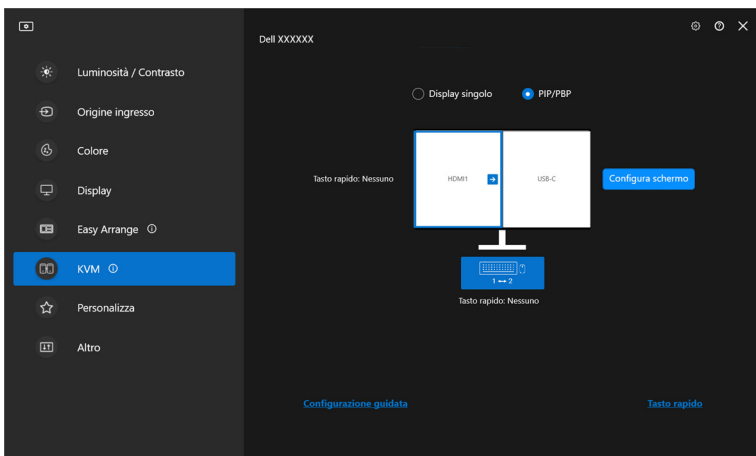 Dell XXXXXX
Luminosità / Contrasto
Origine ingresso
Colore
Display
Easy Arrange
KVM
Personalizza
Altro
Display singolo
PIP/PBP
Tasto rapido: Nessuno
HDMI1
USB-C
Configura schermo
1 ↔ 2
Tasto rapido: Nessuno
Configurazione guidata
Tasto rapido